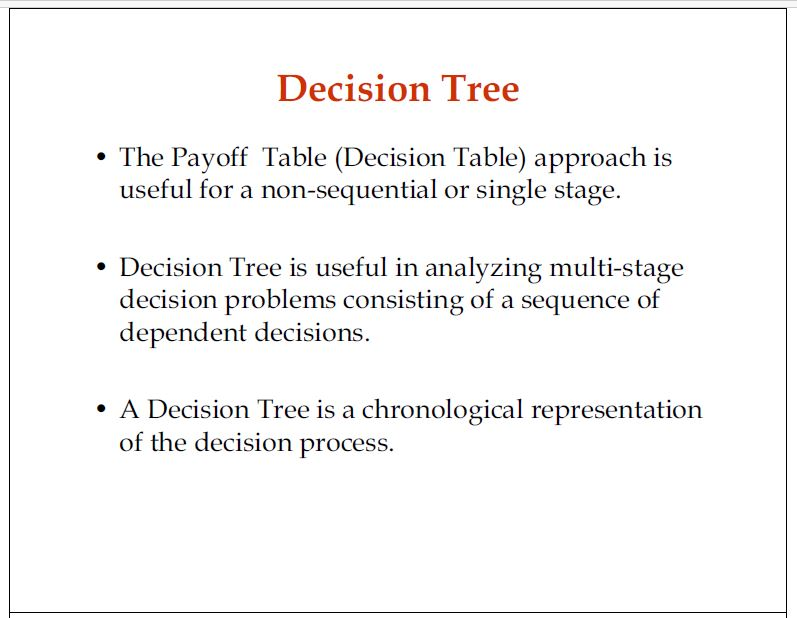 Decision Tree
• The Payoff  Table (Decision Table) approach is
useful for a non-sequential or single stage.
• Decision Tree is useful in analyzing multi-stage
decision problems consisting of a sequence of
dependent decisions.
• A Decision Tree is a chronological representation
of the decision process.